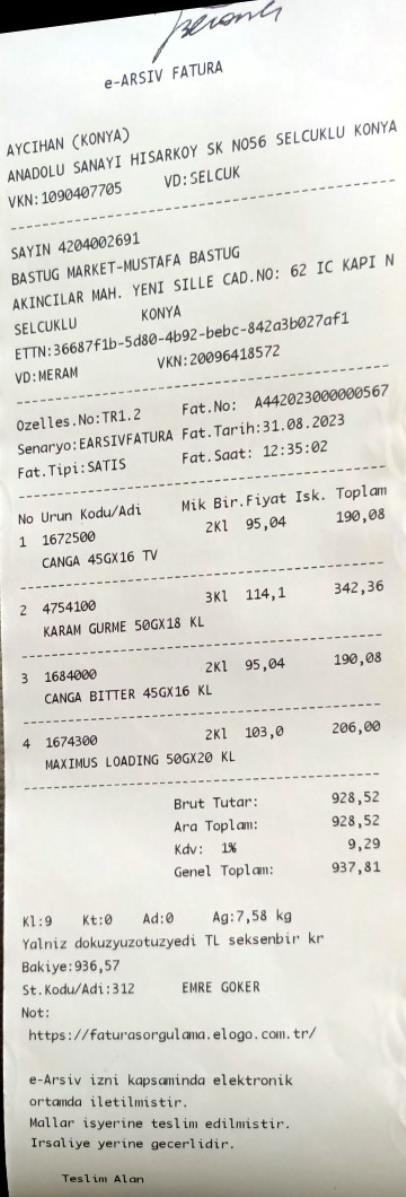 e-ARSIV FATURA
AYCIHAN (KONYA)
ANADOLU SANAYI HISARKOY SK NO56 SELCUKLU KONYA
VKN:1090407705 VD:SELCUK
SAYIN 4204002691
BASTUG MARKET-MUSTAFA BASTUG
AKINCILAR MAH. YENI SILLE CAD.NO: 62 IC KAPI N
SELCUKLU KONYA
ETTN:36687f1b-5d80-4b92-bebc-842a3b027af1
VD:MERAM VKN:20096418572
Ozelles.No:TR1.2 Fat.No: A442023000000567
Senaryo:EARSIVFATURA Fat.Tarih:31.08.2023
Fat.Tipi:SATIS Fat.Saat: 12:35:02
No Urun Kodu/Adi Mik Bir.Fiyat Isk. Toplam
1 1672500 2Kl 95,04 190,08
CANGA 45GX16 TV
2 4754100 3Kl 114,1 342,36
KARAM GURME 50GX18 KL
3 1684000 2Kl 95,04 190,08
CANGA BITTER 45GX16 KL
4 1674300 2Kl 103,0 206,00
MAXIMUS LOADING 50GX20 KL
Brut Tutar: 928,52
Ara Toplam: 928,52
Kdv: 1% 9,29
Genel Toplam: 937,81
Kl:9 Kt:0 Ad:0 Ag:7,58 kg
Yalniz dokuzyuzotuzyedi TL seksenbir kr
Bakiye:936,57
St.Kodu/Adi:312 EMRE GOKER
Not:
https://faturasorgulama.elogo.com.tr/
e-Arsiv izni kapsaminda elektronik
ortamda iletilmistir.
Mallar isyerine teslim edilmistir.
Irsaliye yerine gecerlidir.
Teslim Alan